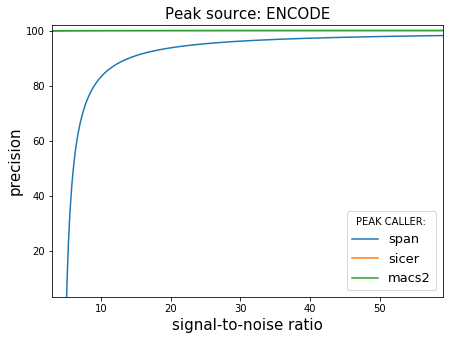 Peak source: ENCODE
precision
100
80
60
40
20
10
20
30
40
50
signal-to-noise ratio
PEAK CALLER:
span
sicer
macs2